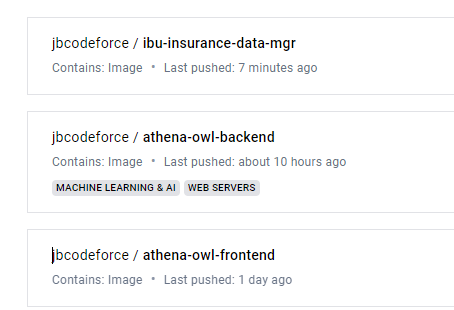 jbcodeforce / ibu-insurance-data-mgr
Contains: Image • Last pushed: 7 minutes ago
jbcodeforce / athena-owl-backend
Contains: Image • Last pushed: about 10 hours ago
MACHINE LEARNING & AI WEB SERVERS
jbcodeforce / athena-owl-frontend
Contains: Image • Last pushed: 1 day ago